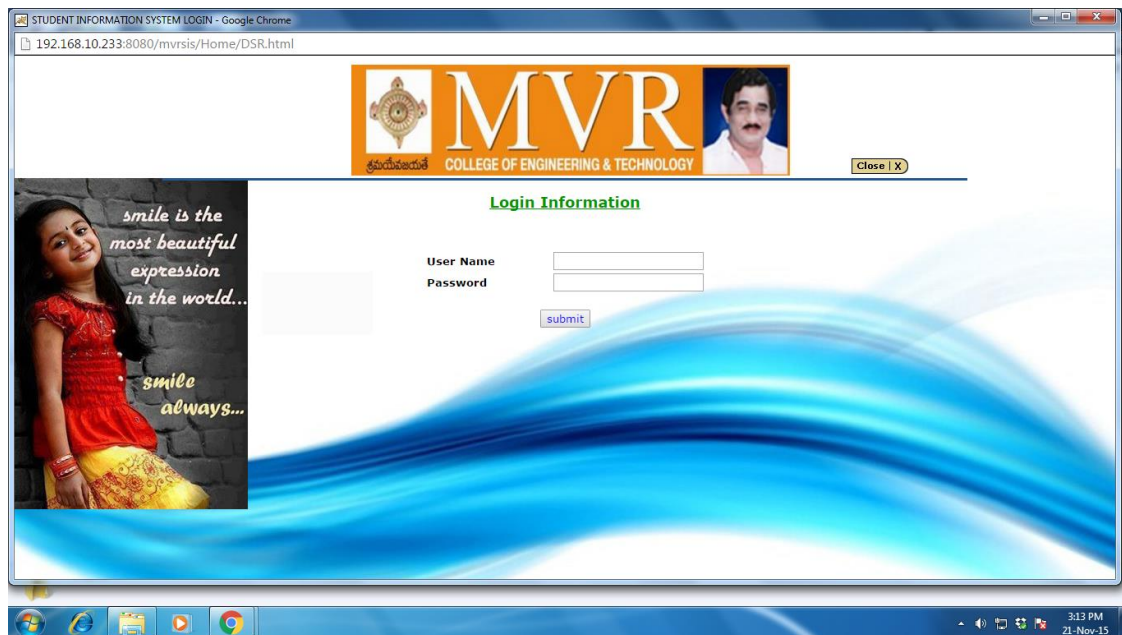 STUDENT INFORMATION SYSTEM LOGIN - Google Chrome
192.168.10.233:8080/mvrsis/Home/DSR.html
MVR
శ్రమయేవజయతే COLLEGE OF ENGINEERING & TECHNOLOGY
Close | X
Login Information
smile is the
most beautiful
expression
in the world...
smile
always...
User Name
Password
submit
3:13 PM
21-Nov-15